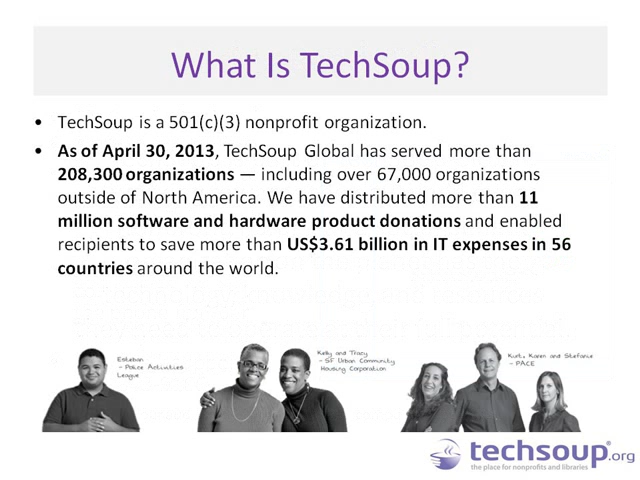 What Is TechSoup?
• TechSoup is a 501(c)(3) nonprofit organization.
• As of April 30, 2013, TechSoup Global has served more than
208,300 organizations — including over 67,000 organizations
outside of North America. We have distributed more than 11
million software and hardware product donations and enabled
recipients to save more than US$3.61 billion in IT expenses in 56
countries around the world.
Esteban
- Police Activities
League
Kelly and Tracy
- SF Urban Community
Housing Corporation
Kurt, Karen and Stefanie
- PACE
techsoup®.org
the place for nonprofits and libraries